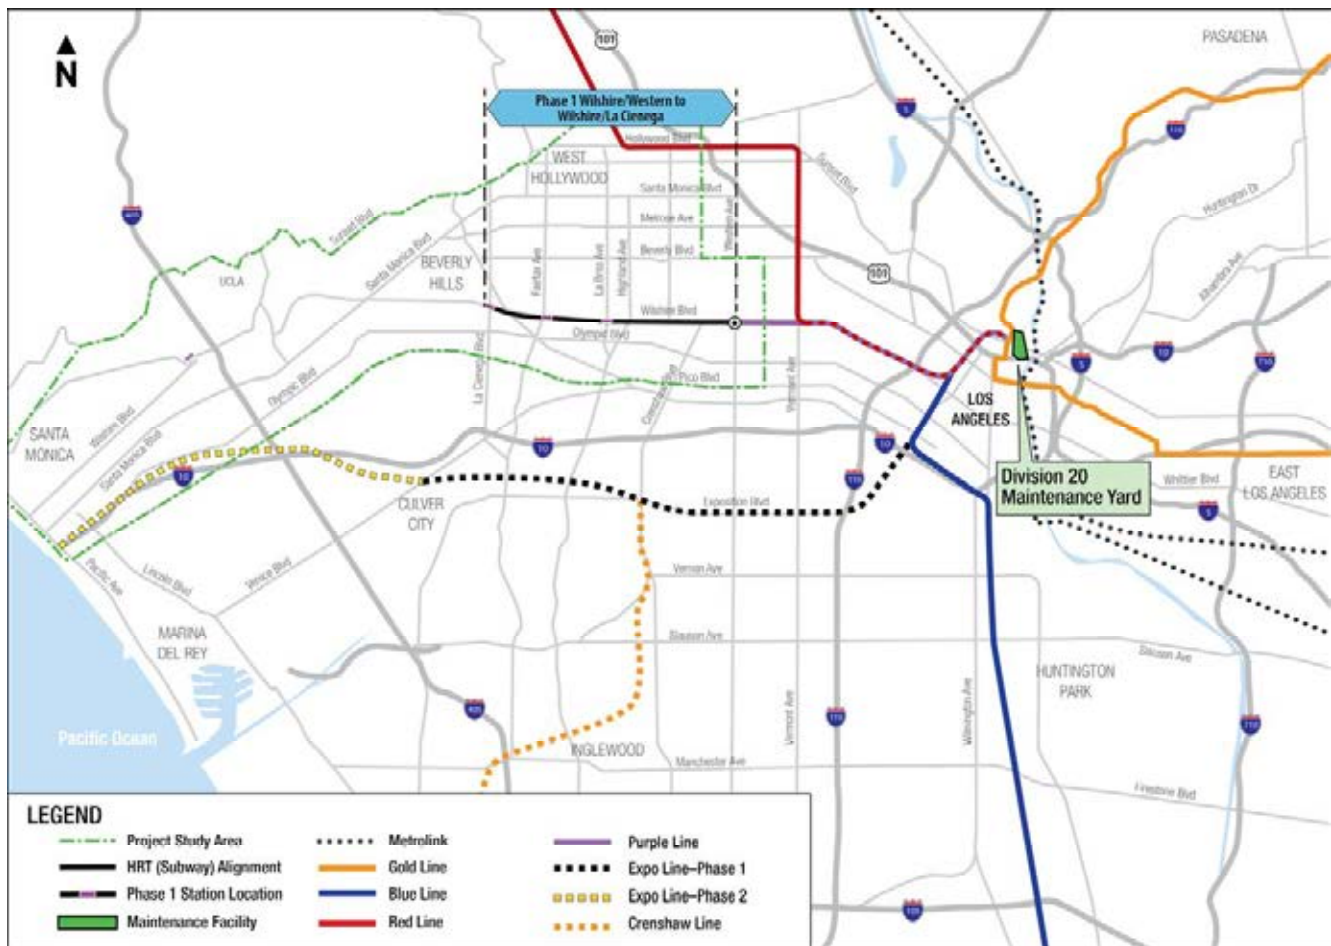 N
101
PASADENA
Phase 1 Wilshire/Western to
Wilshire/La Cienega
5
110
Hollywood Blvd
WEST
HOLLYWOOD
Sunset Blvd
Santa Monica Blvd
Huntington Dr
405
Sunset Blvd
Melrose Ave
Western Ave
Santa Monica Blvd
Beverly Blvd
BEVERLY
HILLS
Fairfax Ave
La Brea Ave
Highland Ave
101
Alhambra Ave
UCLA
Wilshire Blvd
Olympic Blvd
La Cienega Blvd
Crenshaw Blvd
Pico Blvd
Vermont Ave
5
10
710
Olympic Blvd
LOS
ANGELES
SANTA
MONICA
Wilshire Blvd
Santa Monica Blvd
10
10
10
110
CULVER
CITY
Exposition Blvd
Division 20
Maintenance Yard
Whittier Blvd
EAST
LOS ANGELES
5
Pacific Ave
Lincoln Blvd
Venice Blvd
Vernon Ave
MARINA
DEL REY
Slauson Ave
Slauson Ave
HUNTINGTON
PARK
405
110
Vermont Ave
Wilmington Ave
710
Pacific Ocean
INGLEWOOD
Manchester Ave
Firestone Blvd
LEGEND
Project Study Area
HRT (Subway) Alignment
Phase 1 Station Location
Maintenance Facility
Metrolink
Gold Line
Blue Line
Red Line
Purple Line
Expo Line–Phase 1
Expo Line–Phase 2
Crenshaw Line